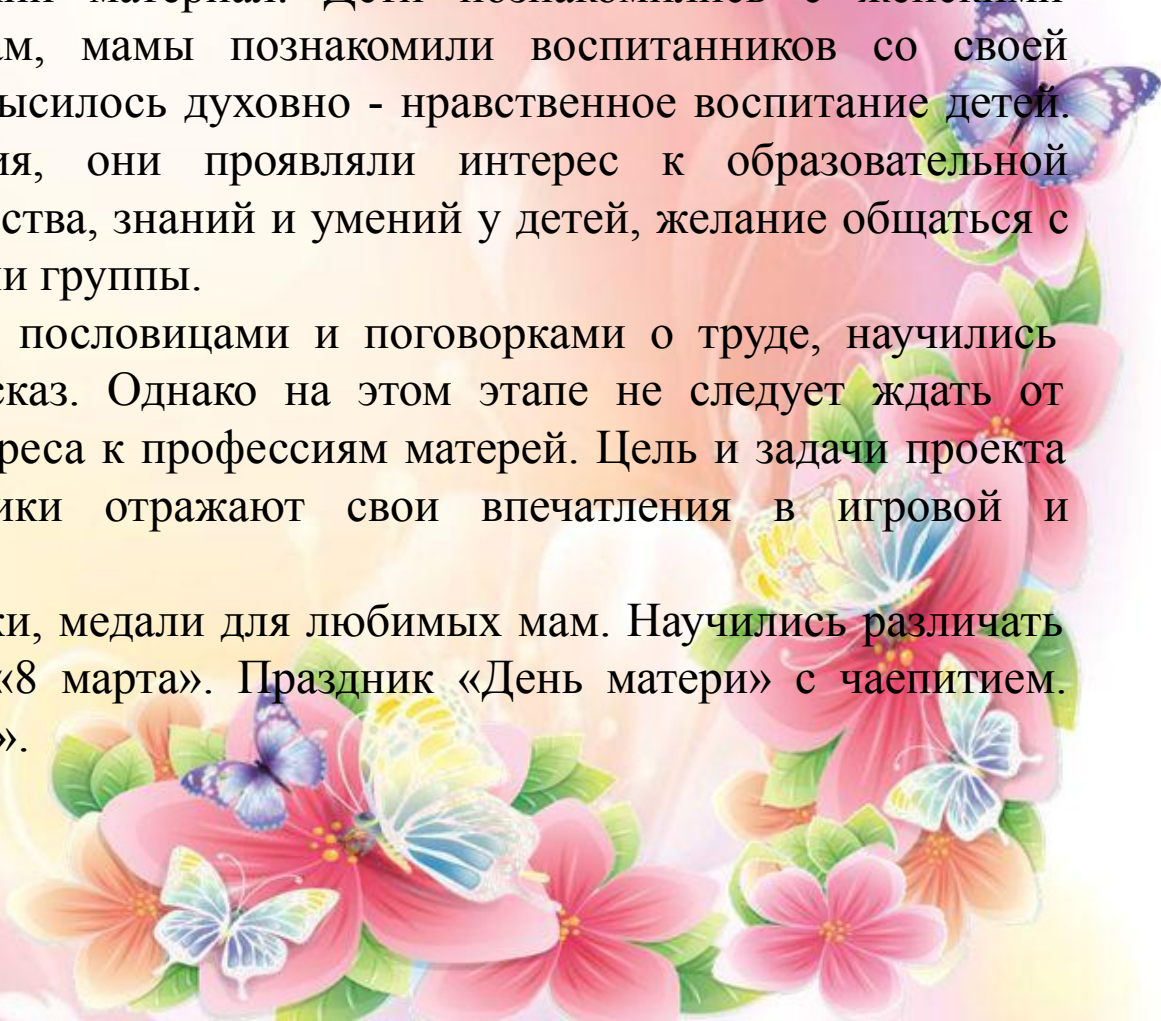 материал. Дети познакомились с женскими
ам, мамы познакомили воспитанников со своей
ысилось духовно - нравственное воспитание детей.
ия, они проявляли интерес к образовательной
ства, знаний и умений у детей, желание общаться с
и группы.
пословицами и поговорками о труде, научились
сказ. Однако на этом этапе не следует ждать от
реса к профессиям матерей. Цель и задачи проекта
ики отражают свои впечатления в игровой и
ки, медали для любимых мам. Научились различать
«8 марта». Праздник «День матери» с чаепитием.
».